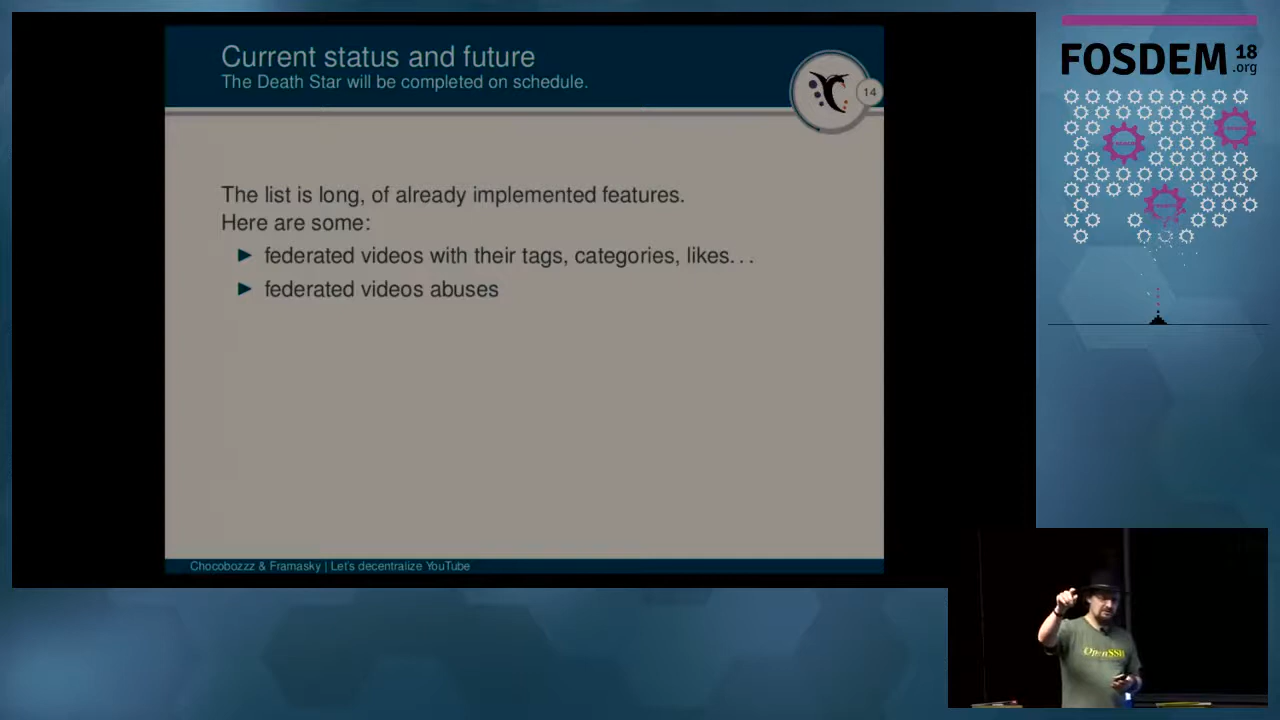 Current status and future
The Death Star will be completed on schedule.
14
The list is long, of already implemented features.
Here are some:
federated videos with their tags, categories, likes...
federated videos abuses
Chocobozzz & Framasky | Let's decentralize YouTube
FOSDEM 18
.org
OpenSSH